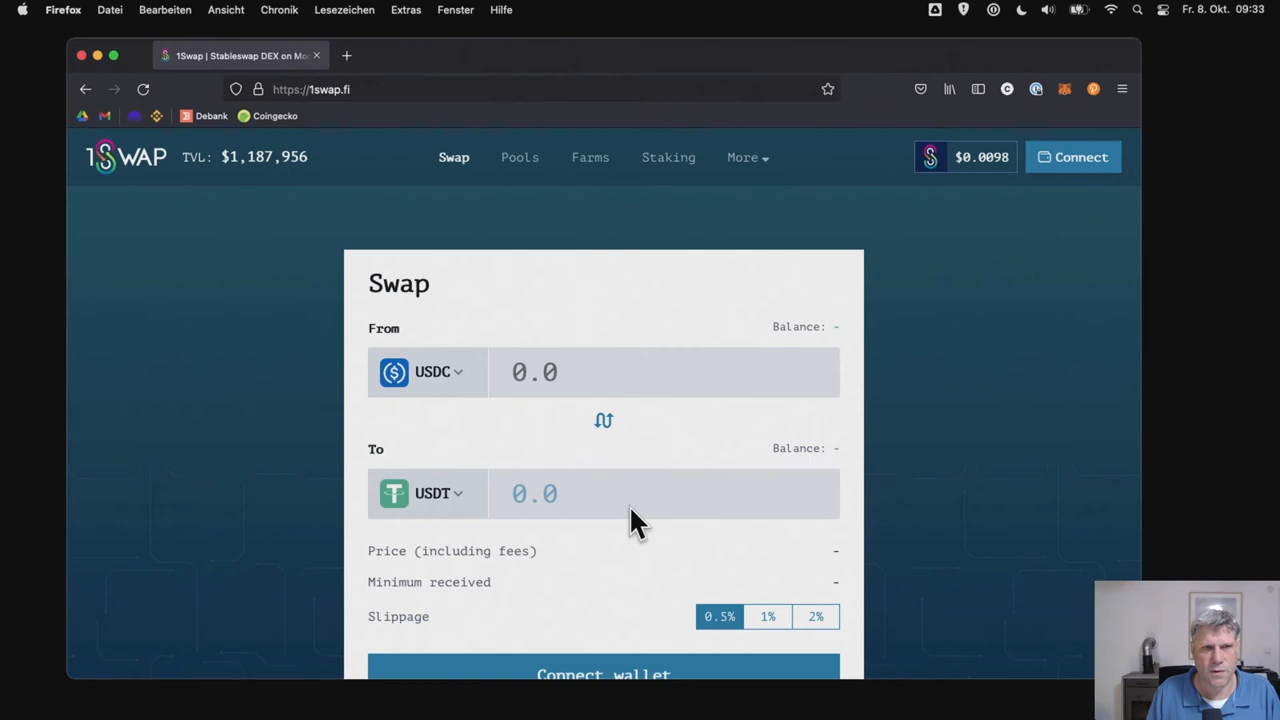 Firefox Datei Bearbeiten Ansicht Chronik Lesezeichen Extras Fenster Hilfe Fr. 8. Okt. 09:33
1Swap | Stableswap DEX on Moo
https://1swap.fi
Debank Coingecko
1SWAP TVL: $1,187,956 Swap Pools Farms Staking More $0.0098 Connect
Swap
From Balance: -
USDC 0.0
To Balance: -
USDT 0.0
Price (including fees) -
Minimum received -
Slippage 0.5% 1% 2%
Connect wallet